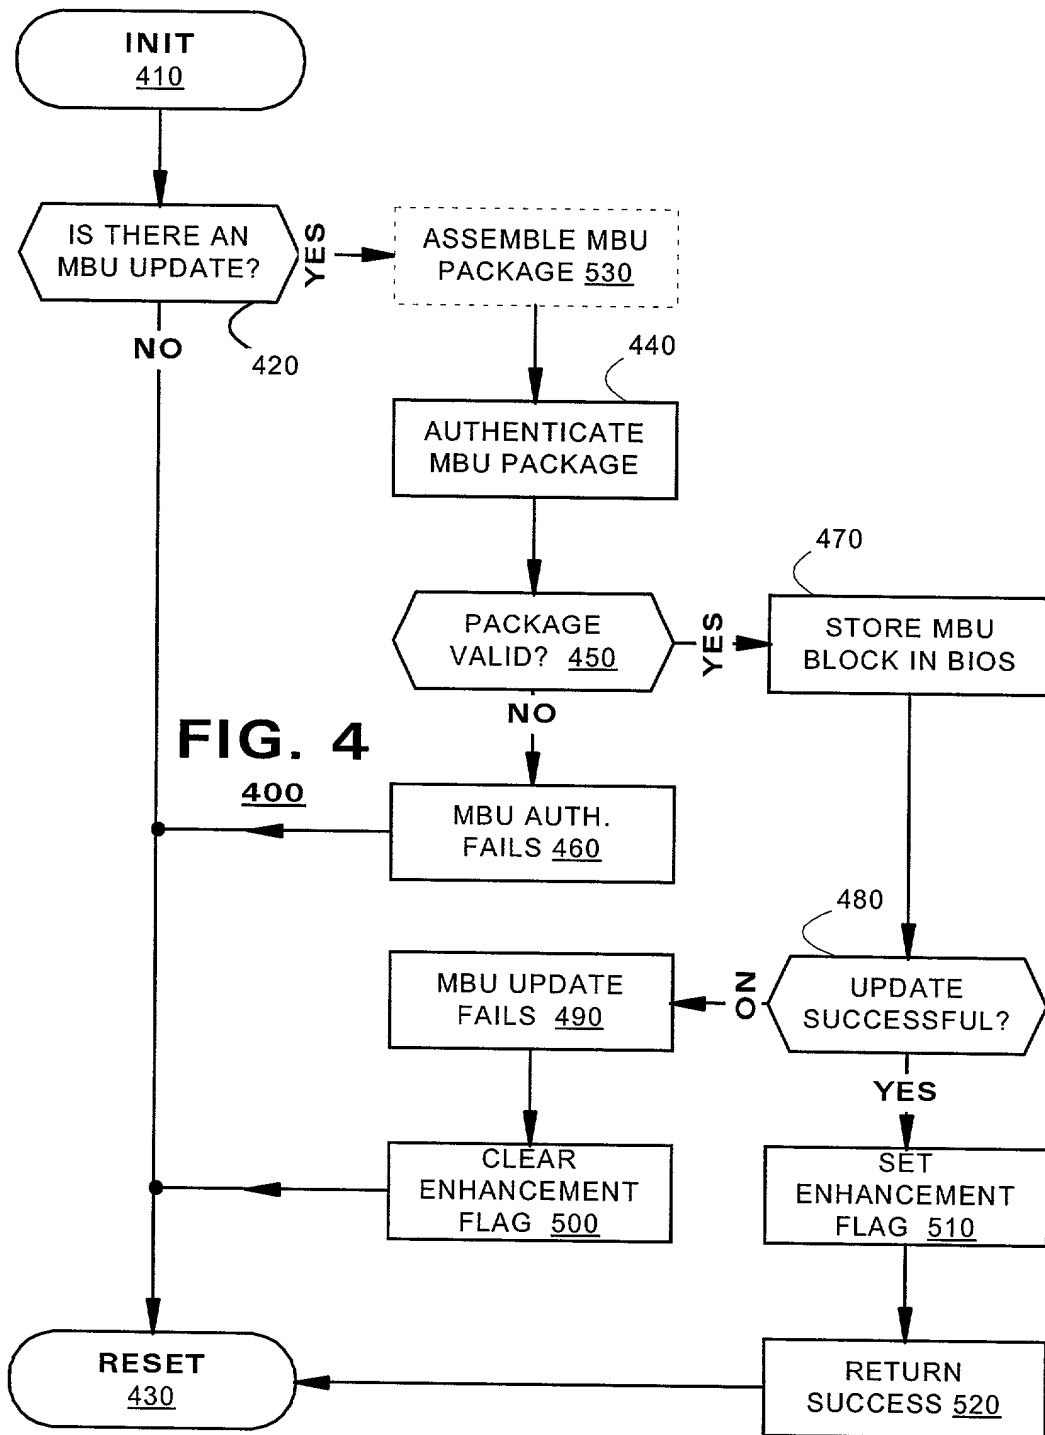 INIT
410
IS THERE AN
MBU UPDATE?
YES
ASSEMBLE MBU
PACKAGE 530
NO
420
440
AUTHENTICATE
MBU PACKAGE
470
PACKAGE
VALID? 450
YES
STORE MBU
BLOCK IN BIOS
NO
FIG. 4
400
MBU AUTH.
FAILS 460
480
MBU UPDATE
FAILS 490
NO
UPDATE
SUCCESSFUL?
YES
CLEAR
ENHANCEMENT
FLAG 500
SET
ENHANCEMENT
FLAG 510
RESET
430
RETURN
SUCCESS 520